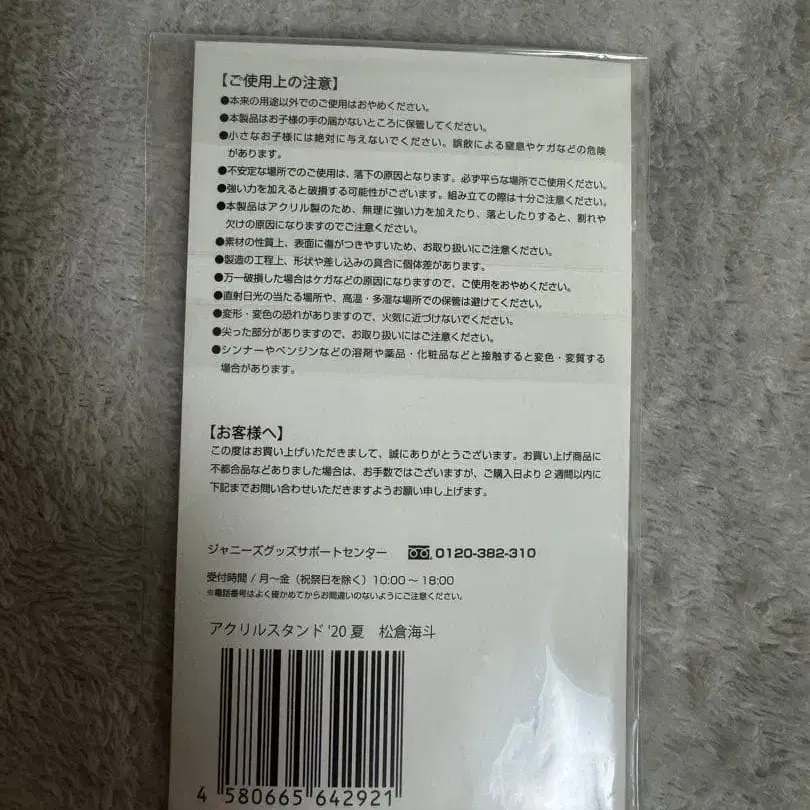 【ご使用上の注意】
●本来の用途以外でのご使用はおやめください。
●本製品はお子様の手の届かないところに保管してください。
●小さなお子様には絶対に与えないでください。誤飲による窒息やケガなどの危険
があります。
●不安定な場所でのご使用は、落下の原因となります。必ず平らな場所でご使用ください。
●強い力を加えると破損する可能性がございます。組み立ての際は十分ご注意ください。
●本製品はアクリル製のため、無理に強い力を加えたり、落としたりすると、割れや
欠けの原因になりますのでご注意ください。
●素材の性質上、表面に傷がつきやすいため、お取り扱いにご注意ください。
●製造の工程上、形状や差し込みの具合に個体差があります。
●万一破損した場合はケガなどの原因になりますので、ご使用をおやめください。
●直射日光の当たる場所や、高温・多湿な場所での保管は避けてください。
●変形・変色の恐れがありますので、火気に近づけないでください。
●尖った部分がありますので、お取り扱いにはご注意ください。
●シンナーやベンジンなどの溶剤や薬品・化粧品などと接触すると変色・変質する
場合があります。
【お客様へ】
この度はお買い上げいただきまして、誠にありがとうございます。お買い上げ商品に
不都合品などありました場合は、お手数ではございますが、ご購入日より2週間以内に
下記までお問い合わせいただきますようお願い申し上げます。
ジャニーズグッズサポートセンター 0120-382-310
受付時間 / 月〜金（祝祭日を除く）10:00〜18:00
※電話番号はよく確かめてからお間違いのないようにご注意ください。
アクリルスタンド '20 夏 松倉海斗
4 580665 642921